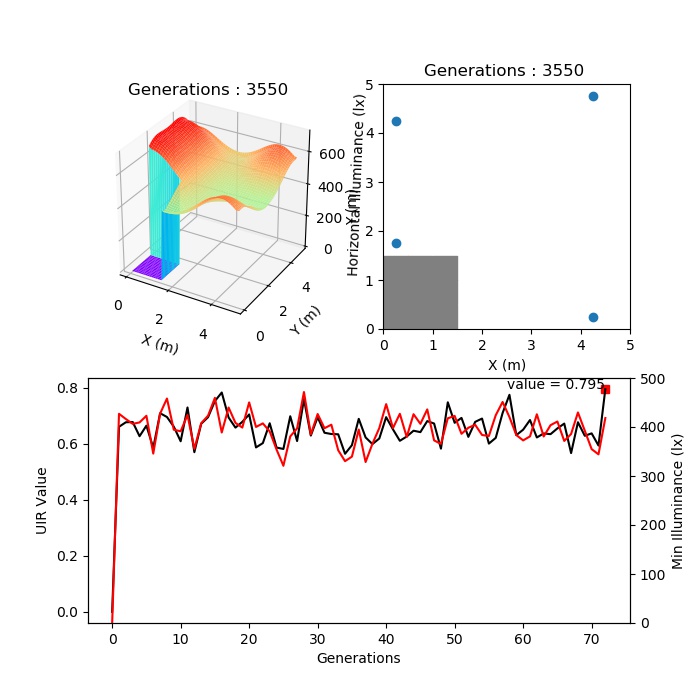 Generations : 3550
600
400
200
0
Horizontal Illuminance (lx)
0
2
4
X (m)
0
2
4
Y (m)
Generations : 3550
5
4
3
2
1
0
Y (m)
0 1 2 3 4 5
X (m)
value = 0.795
0.8
0.6
0.4
0.2
0.0
UIR Value
500
400
300
200
100
0
Min Illuminance (lx)
0 10 20 30 40 50 60 70
Generations